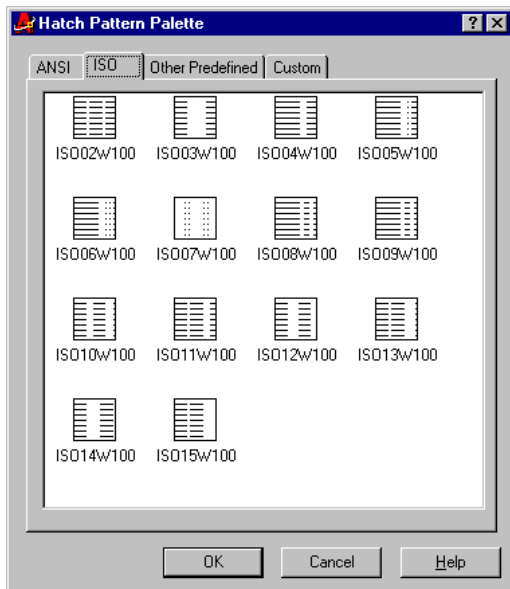 Hatch Pattern Palette
ANSI ISO Other Predefined Custom
ISO02W100 ISO03W100 ISO04W100 ISO05W100
ISO06W100 ISO07W100 ISO08W100 ISO09W100
ISO10W100 ISO11W100 ISO12W100 ISO13W100
ISO14W100 ISO15W100
OK Cancel Help